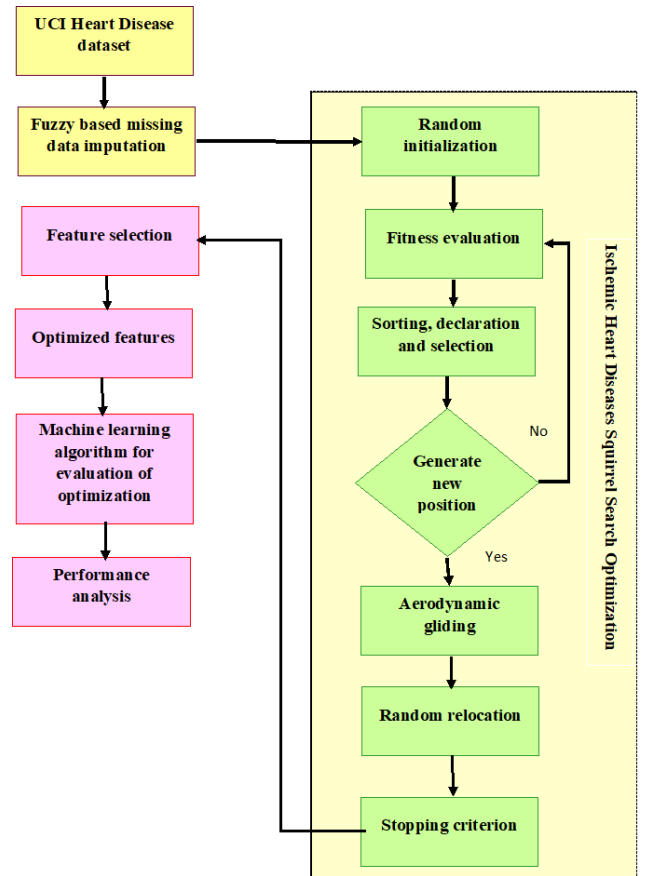 UCI Heart Disease
dataset
Fuzzy based missing
data imputation
Random
initialization
Feature selection
Fitness evaluation
Optimized features
Sorting, declaration
and selection
Machine learning
algorithm for
evaluation of
optimization
Generate
new
position
No
Yes
Performance
analysis
Aerodynamic
gliding
Random relocation
Stopping criterion
Ischemic Heart Diseases Squirrel Search Optimization